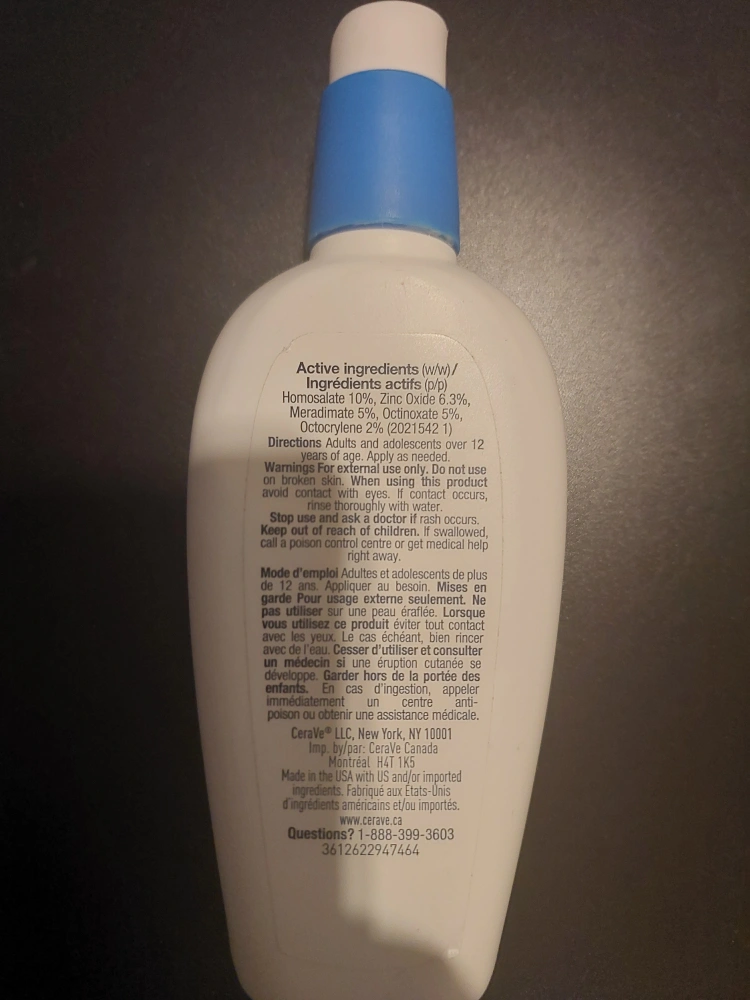 Active ingredients (w/w)/
Ingrédients actifs (p/p)
Homosalate 10%, Zinc Oxide 6.3%,
Meradimate 5%, Octinoxate 5%,
Octocrylene 2% (2021542 1)
Directions Adults and adolescents over 12
years of age. Apply as needed.
Warnings For external use only. Do not use
on broken skin. When using this product
avoid contact with eyes. If contact occurs,
rinse thoroughly with water.
Stop use and ask a doctor if rash occurs.
Keep out of reach of children. If swallowed,
call a poison control centre or get medical help
right away.
Mode d'emploi Adultes et adolescents de plus
de 12 ans. Appliquer au besoin. Mises en
garde Pour usage externe seulement. Ne
pas utiliser sur une peau éraflée. Lorsque
vous utilisez ce produit éviter tout contact
avec les yeux. Le cas échéant, bien rincer
avec de l'eau. Cesser d'utiliser et consulter
un médecin si une éruption cutanée se
développe. Garder hors de la portée des
enfants. En cas d'ingestion, appeler
immédiatement un centre anti-
poison ou obtenir une assistance médicale.
CeraVe® LLC, New York, NY 10001
Imp. by/par: CeraVe Canada
Montréal H4T 1K5
Made in the USA with US and/or imported
ingredients. Fabriqué aux États-Unis
d'ingrédients américains et/ou importés.
www.cerave.ca
Questions? 1-888-399-3603
3612622947464